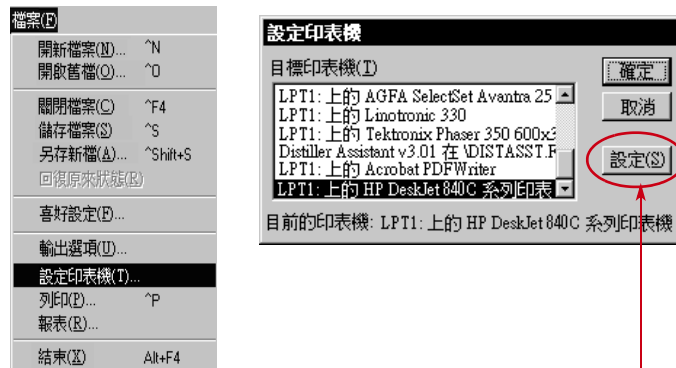 檔案(F)
開新檔案(N)... ^N
開啟舊檔(O)... ^O
關閉檔案(C) ^F4
儲存檔案(S) ^S
另存新檔(A)... ^Shift+S
回復原來狀態(R)
喜好設定(F)...
輸出選項(U)...
設定印表機(T)...
列印(P)... ^P
報表(R)...
結束(X) Alt+F4
設定印表機
目標印表機(T)
LPT1: 上的 AGFA SelectSet Avantra 25
LPT1: 上的 Linotronic 330
LPT1: 上的 Tektronix Phaser 350 600x3
Distiller Assistant v3.01 在 \DISTASST.F
LPT1: 上的 Acrobat PDFWriter
LPT1: 上的 HP DeskJet 840C 系列印表
確定
取消
設定(S)
目前的印表機: LPT1: 上的 HP DeskJet 840C 系列印表機